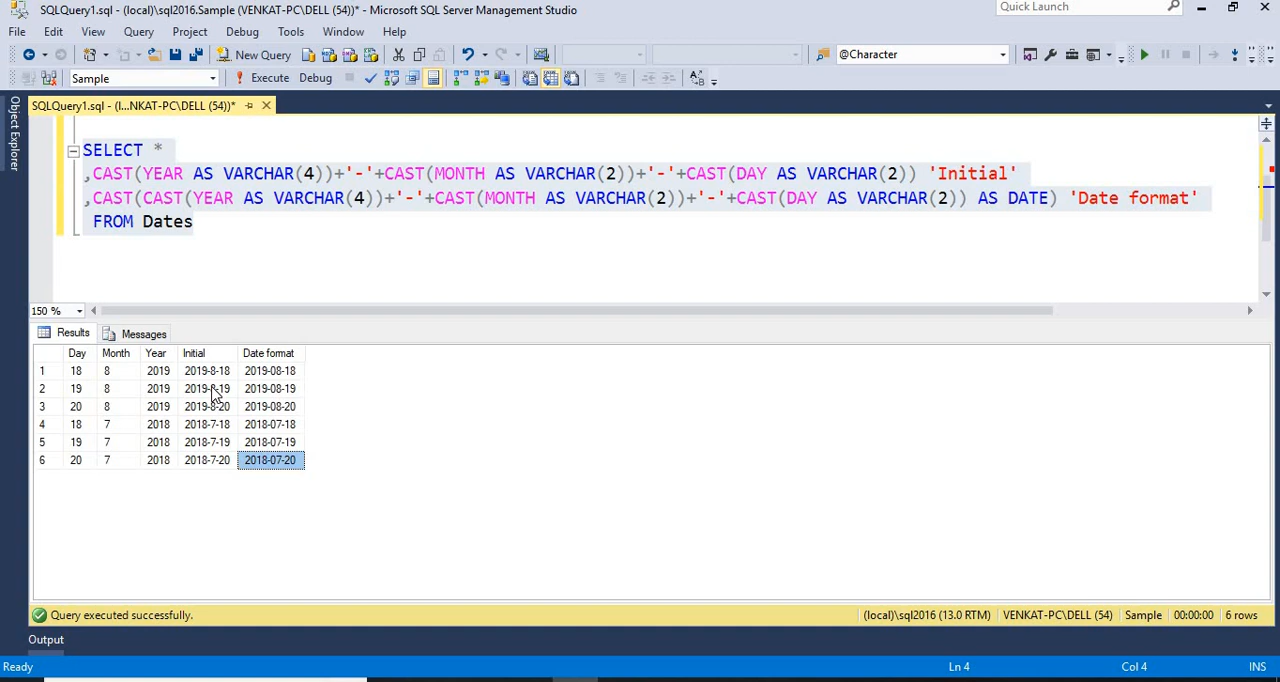 SQLQuery1.sql - (local)\sql2016.Sample (VENKAT-PC\DELL (54))* - Microsoft SQL Server Management Studio
Quick Launch
File Edit View Query Project Debug Tools Window Help
New Query
@Character
Sample
Execute Debug
SQLQuery1.sql - (l...NKAT-PC\DELL (54))*
Object Explorer
SELECT *
,CAST(YEAR AS VARCHAR(4))+'-'+CAST(MONTH AS VARCHAR(2))+'-'+CAST(DAY AS VARCHAR(2)) 'Initial'
,CAST(CAST(YEAR AS VARCHAR(4))+'-'+CAST(MONTH AS VARCHAR(2))+'-'+CAST(DAY AS VARCHAR(2)) AS DATE) 'Date format'
FROM Dates
150 %
Results Messages
Day Month Year Initial Date format
1 18 8 2019 2019-8-18 2019-08-18
2 19 8 2019 2019-8-19 2019-08-19
3 20 8 2019 2019-8-20 2019-08-20
4 18 7 2018 2018-7-18 2018-07-18
5 19 7 2018 2018-7-19 2018-07-19
6 20 7 2018 2018-7-20 2018-07-20
Query executed successfully.
(local)\sql2016 (13.0 RTM) VENKAT-PC\DELL (54) Sample 00:00:00 6 rows
Output
Ready Ln 4 Col 4 INS